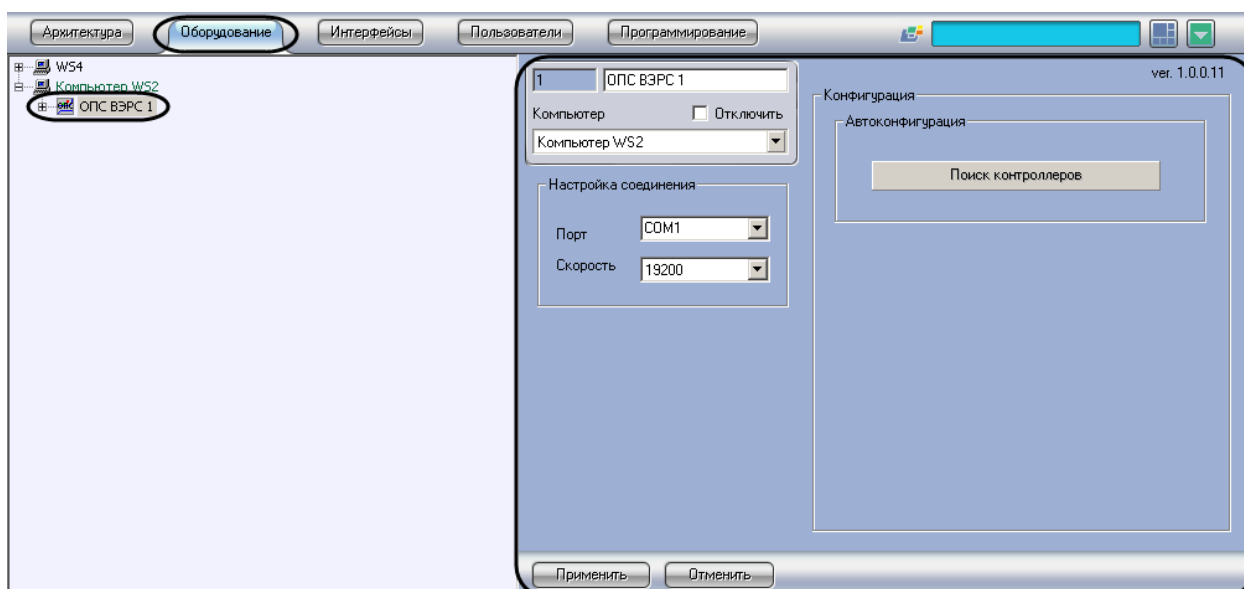 Архитектура
Оборудование
Интерфейсы
Пользователи
Программирование
WS4
Компьютер WS2
ОПС ВЭРС 1
1
ОПС ВЭРС 1
Компьютер
Отключить
Компьютер WS2
Настройка соединения
Порт
COM1
Скорость
19200
ver. 1.0.0.11
Конфигурация
Автоконфигурация
Поиск контроллеров
Применить
Отменить